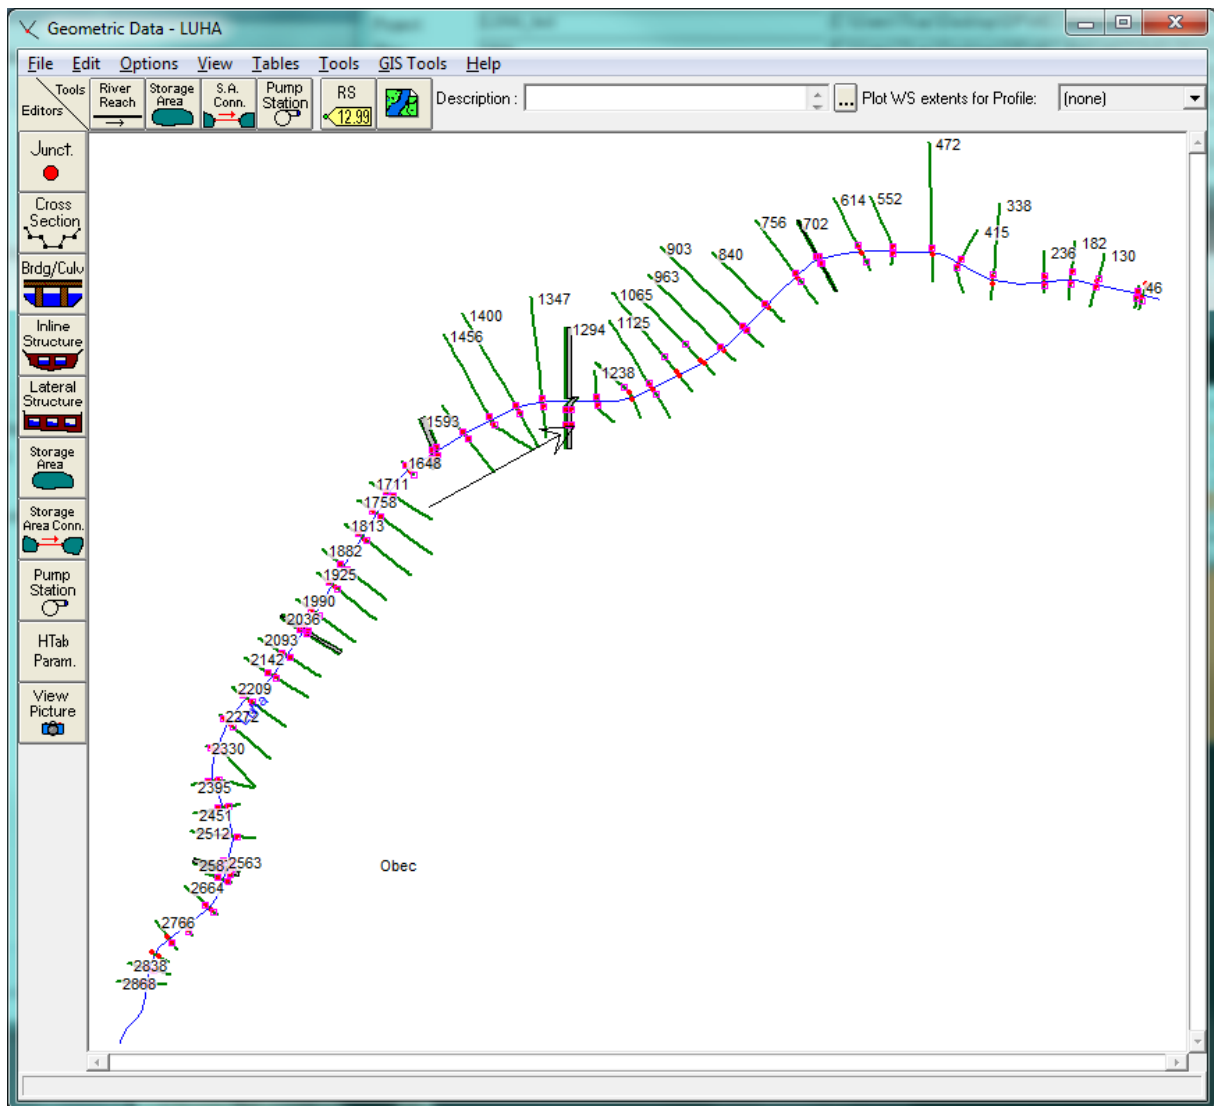 Geometric Data - LUHA
File Edit Options View Tables Tools GIS Tools Help
Tools
Editors
River
Reach
Storage
Area
S.A.
Conn.
Pump
Station
RS
12.99
Description :
...
Plot WS extents for Profile:
(none)
Junct.
Cross
Section
Brdg/Culv
Inline
Structure
Lateral
Structure
Storage
Area
Storage
Area Conn.
Pump
Station
HTab
Param.
View
Picture
472
614
552
338
756
702
415
903
840
236
182
130
963
46
1347
1065
1400
1294
1125
1456
1238
1593
1648
1711
1758
1813
1882
1925
1990
2036
2093
2142
2209
2272
2330
2395
2451
2512
2563
2664
2766
2838
2868
Obec